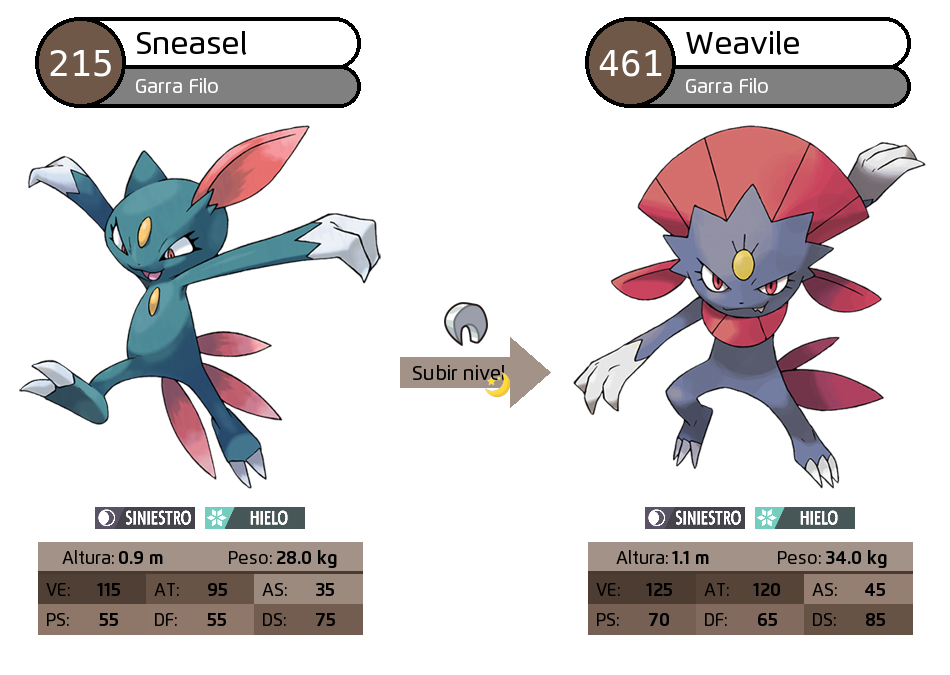 215
Sneasel
Garra Filo
461
Weavile
Garra Filo
Subir nivel
SINIESTRO HIELO
Altura: 0.9 m Peso: 28.0 kg
VE: 115 AT: 95 AS: 35
PS: 55 DF: 55 DS: 75
SINIESTRO HIELO
Altura: 1.1 m Peso: 34.0 kg
VE: 125 AT: 120 AS: 45
PS: 70 DF: 65 DS: 85